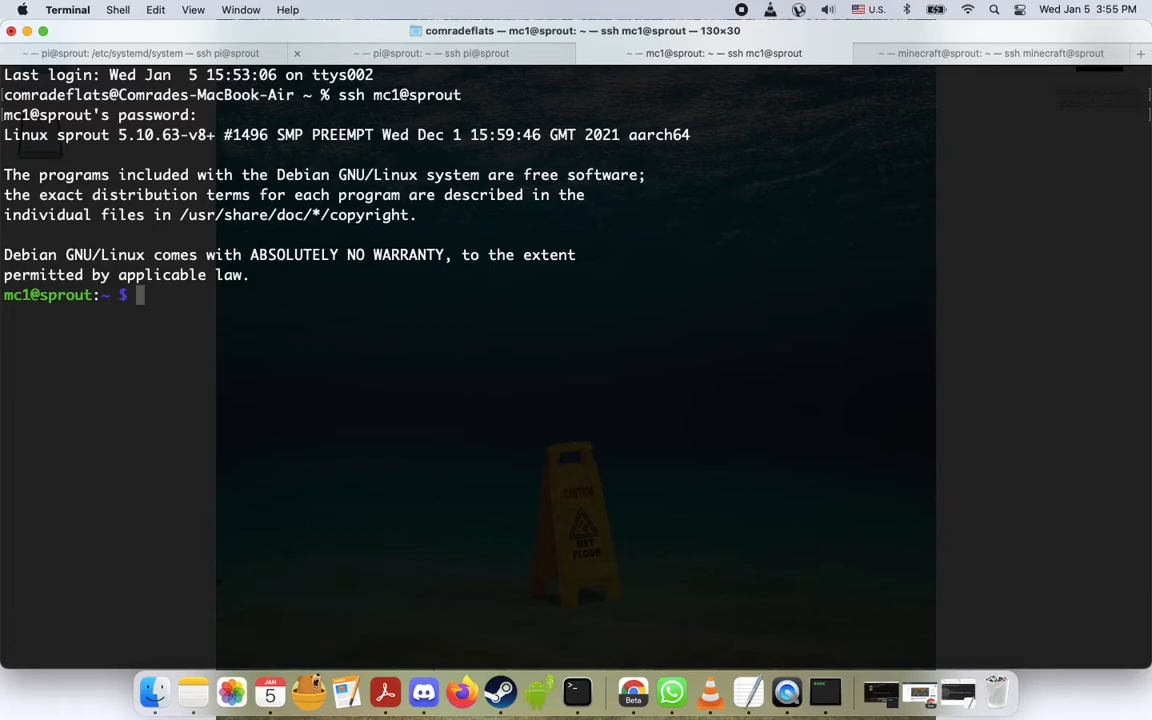 Terminal Shell Edit View Window Help U.S. Wed Jan 5 3:55 PM
comradeflats — mc1@sprout: ~ — ssh mc1@sprout — 130×30
~ — pi@sprout: /etc/systemd/system — ssh pi@sprout × ~ — pi@sprout: ~ — ssh pi@sprout ~ — mc1@sprout: ~ — ssh mc1@sprout ~ — minecraft@sprout: ~ — ssh minecraft@sprout +
Last login: Wed Jan  5 15:53:06 on ttys002
comradeflats@Comrades-MacBook-Air ~ % ssh mc1@sprout
mc1@sprout's password:
Linux sprout 5.10.63-v8+ #1496 SMP PREEMPT Wed Dec 1 15:59:46 GMT 2021 aarch64
The programs included with the Debian GNU/Linux system are free software;
the exact distribution terms for each program are described in the
individual files in /usr/share/doc/*/copyright.
Debian GNU/Linux comes with ABSOLUTELY NO WARRANTY, to the extent
permitted by applicable law.
mc1@sprout:~ $
CAUTION
WET
FLOOR
JAN
5
Beta